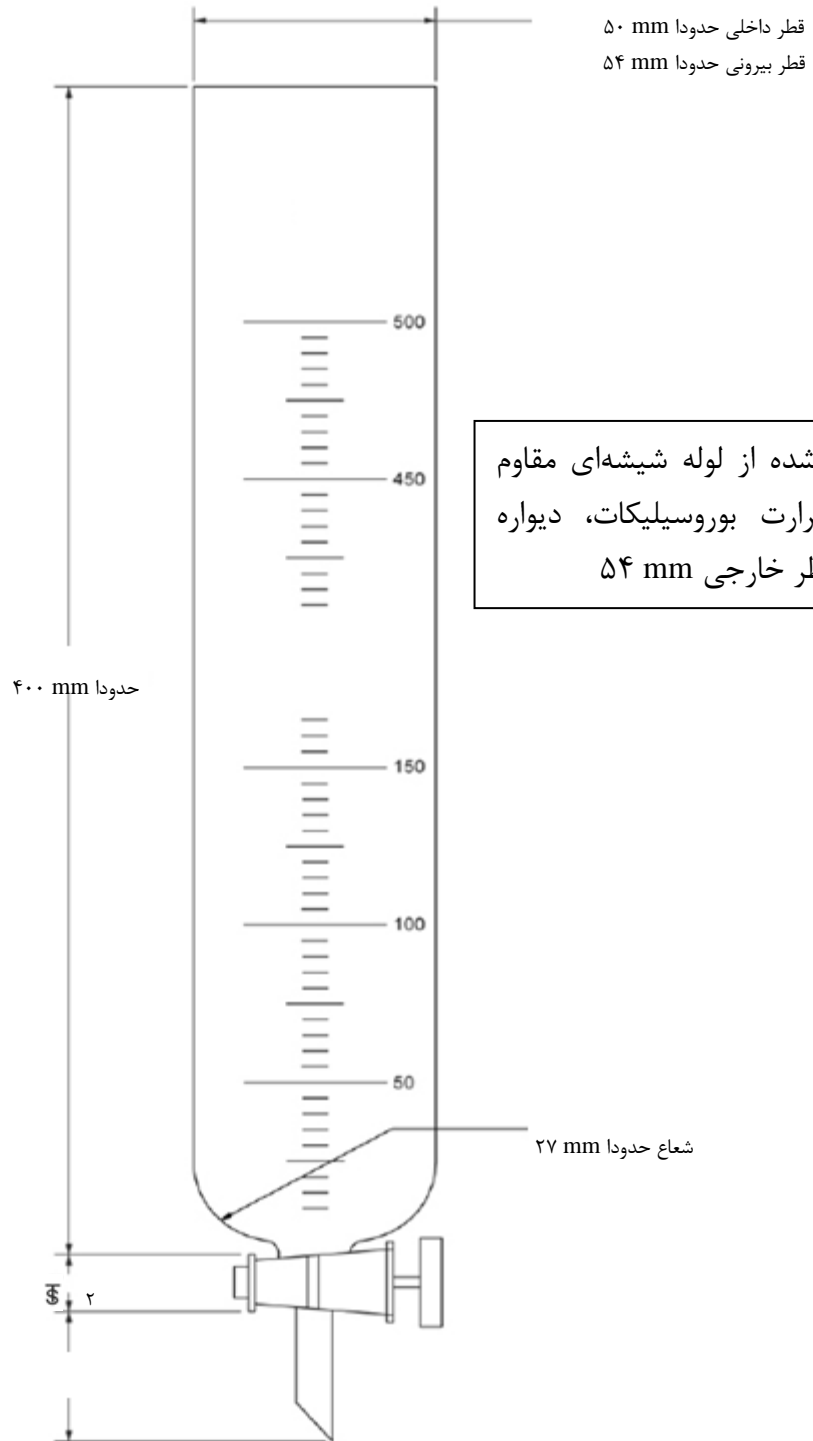 قطر داخلی حدودا ۵۰ mm
قطر بیرونی حدودا ۵۴ mm
500
450
شده از لوله شیشه‌ای مقاوم
رارت بوروسیلیکات، دیواره
طر خارجی ۵۴ mm
حدودا ۴۰۰ mm
150
100
50
شعاع حدودا ۲۷ mm
۲